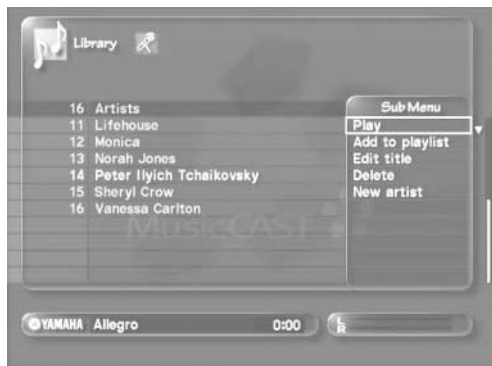 Library
16 Artists
11 Lifehouse
12 Monica
13 Norah Jones
14 Peter Ilyich Tchaikovsky
15 Sheryl Crow
16 Vanessa Carlton
Sub Menu
Play
Add to playlist
Edit title
Delete
New artist
MusicCAST
YAMAHA Allegro 0:00
L
R